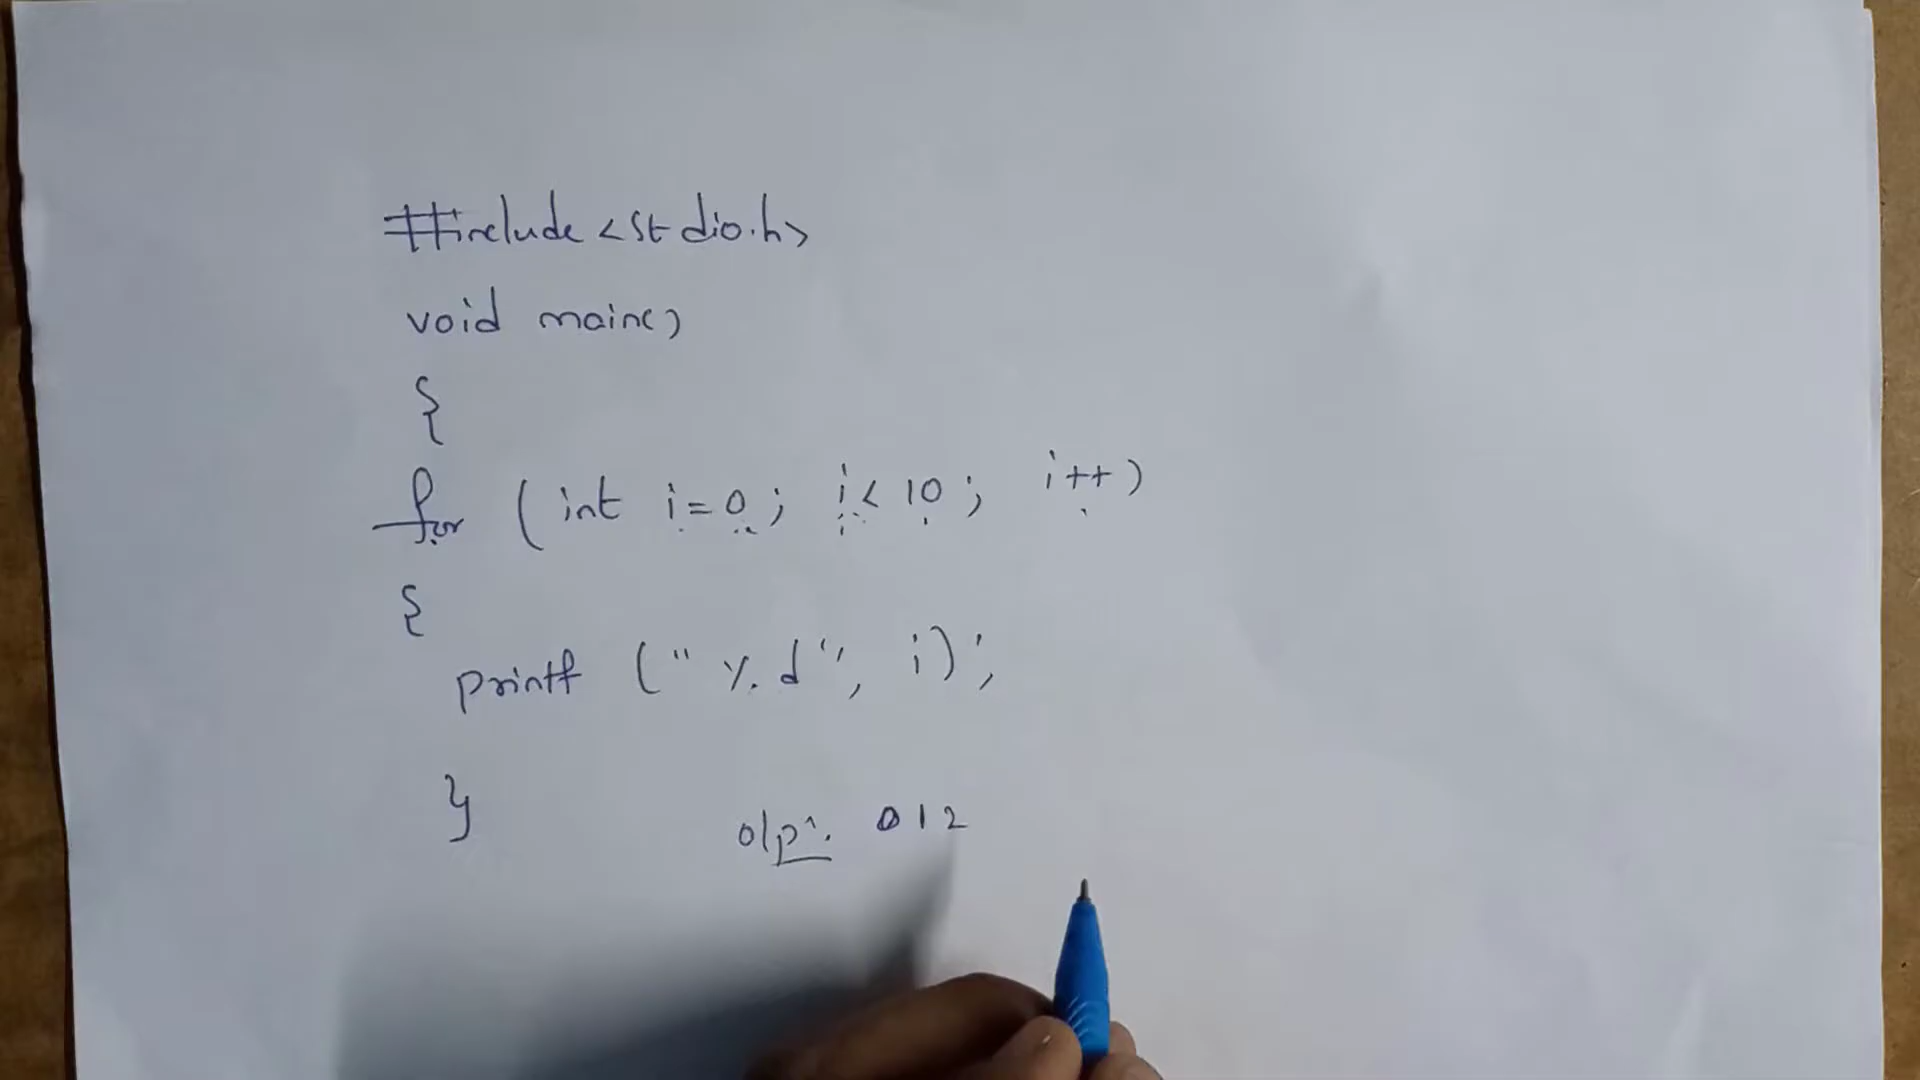 #include <stdio.h>
void main()
{
for (int i=0; i< 10; i++)
{
printf ("%d", i);
}
o/p: 0 1 2